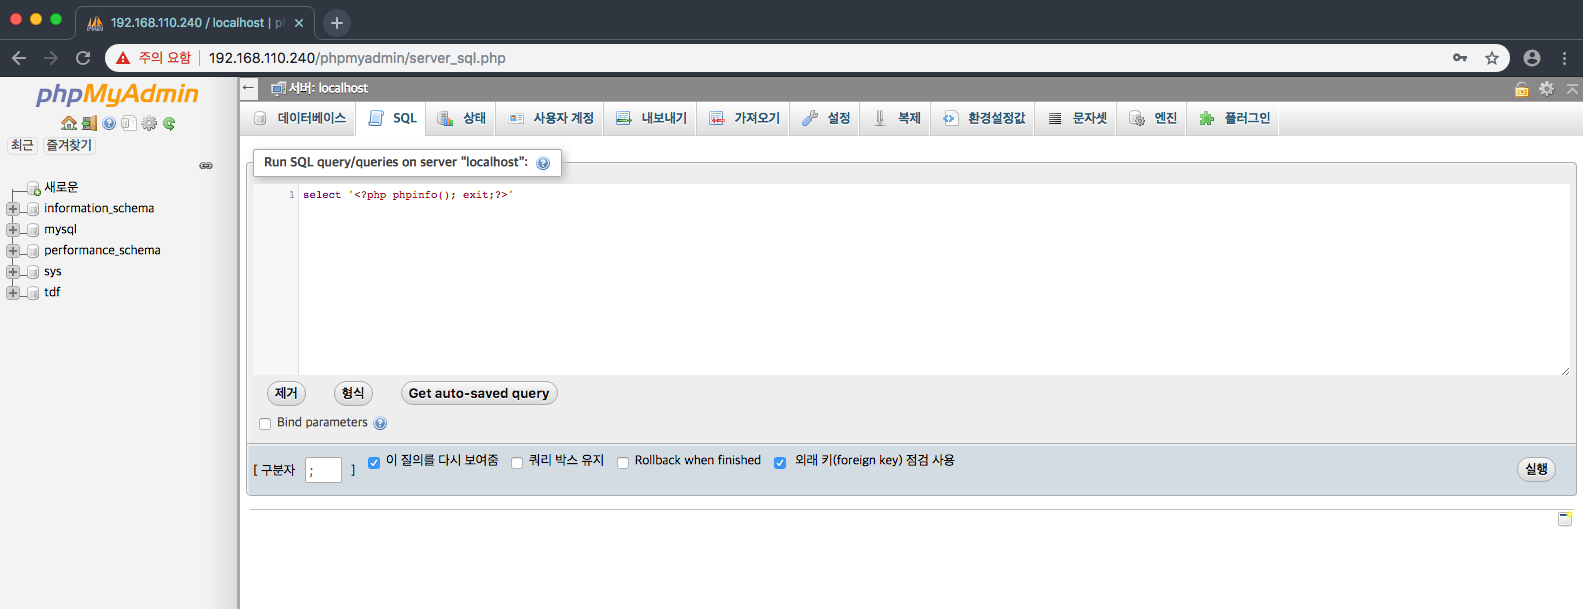 192.168.110.240 / localhost | p
주의 요함 192.168.110.240/phpmyadmin/server_sql.php
phpMyAdmin
최근 즐겨찾기
새로운
information_schema
mysql
performance_schema
sys
tdf
서버: localhost
데이터베이스 SQL 상태 사용자 계정 내보내기 가져오기 설정 복제 환경설정값 문자셋 엔진 플러그인
Run SQL query/queries on server “localhost”:
1 select '<?php phpinfo(); exit;?>'
제거 형식 Get auto-saved query
Bind parameters
[ 구분자 ; ] 이 질의를 다시 보여줌 쿼리 박스 유지 Rollback when finished 외래 키(foreign key) 점검 사용 실행